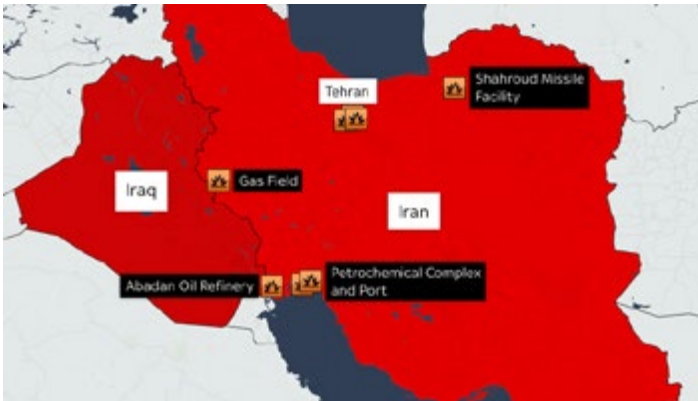 Tehran
Shahroud Missile
Facility
Gas Field
Iraq
Iran
Abadan Oil Refinery
Petrochemical Complex
and Port